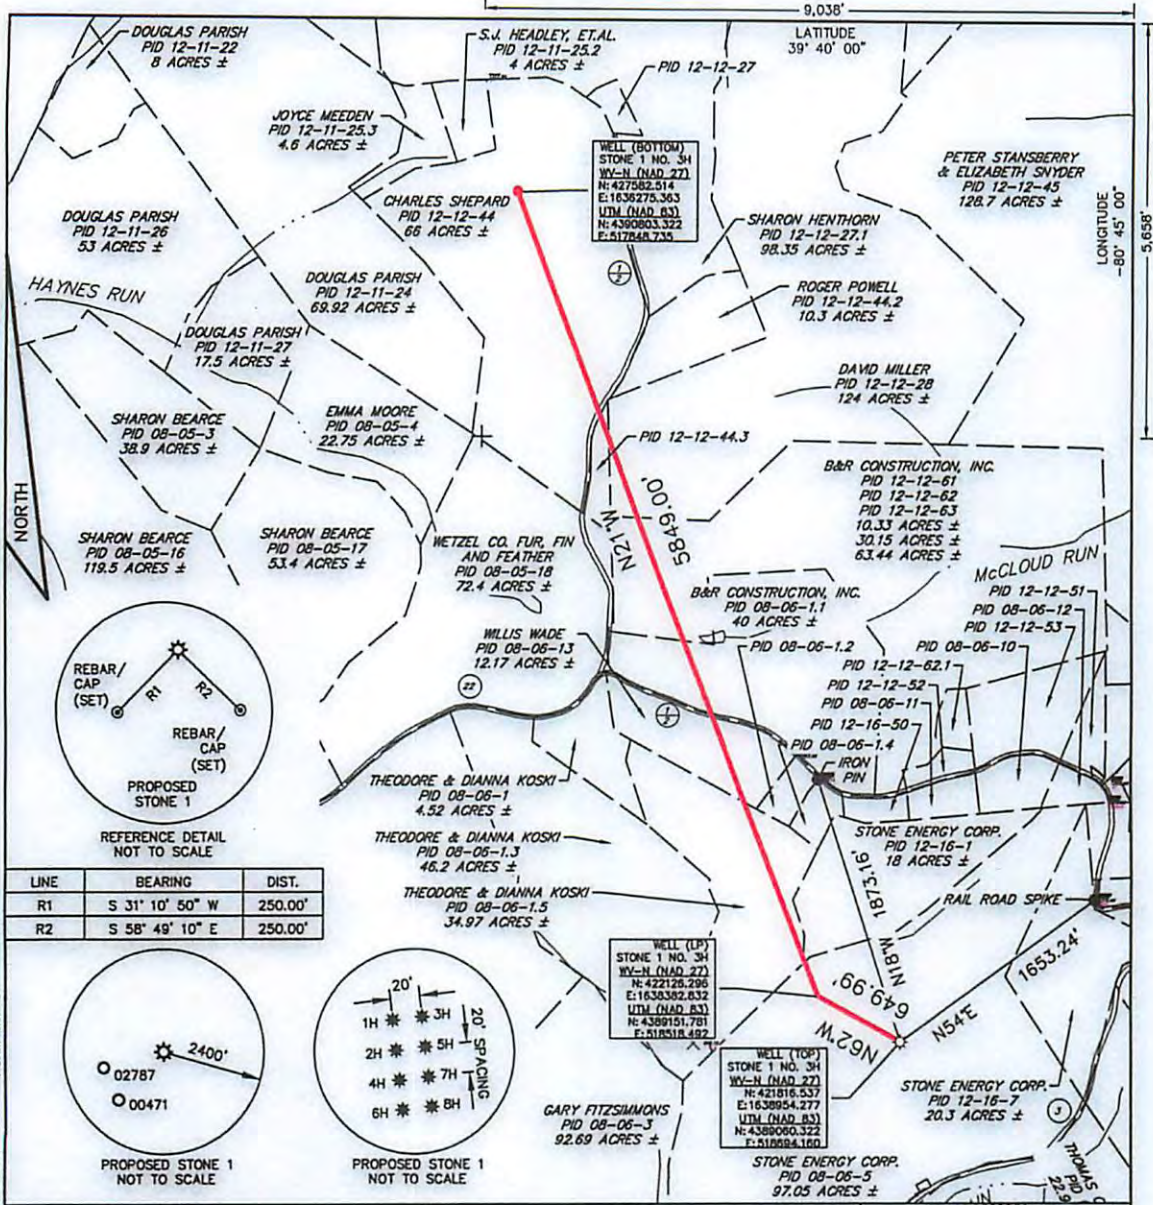 9,038'
LATITUDE
39° 40' 00"
5,658'
LONGITUDE
-80° 45' 00"
DOUGLAS PARISH
PID 12-11-22
8 ACRES ±
S.J. HEADLEY, ET.AL.
PID 12-11-25.2
4 ACRES ±
PID 12-12-27
JOYCE MEEDEN
PID 12-11-25.3
4.6 ACRES ±
WELL (BOTTOM)
STONE 1 NO. 3H
WV-N (NAD 27)
N: 427582.514
E: 1636275.363
UTM (NAD 83)
N: 4390803.322
E: 517848.735
PETER STANSBERRY
& ELIZABETH SNYDER
PID 12-12-45
128.7 ACRES ±
CHARLES SHEPARD
PID 12-12-44
66 ACRES ±
DOUGLAS PARISH
PID 12-11-26
53 ACRES ±
SHARON HENTHORN
PID 12-12-27.1
98.35 ACRES ±
HAYNES RUN
DOUGLAS PARISH
PID 12-11-24
69.92 ACRES ±
1/2
ROGER POWELL
PID 12-12-44.2
10.3 ACRES ±
DOUGLAS PARISH
PID 12-11-27
17.5 ACRES ±
DAVID MILLER
PID 12-12-28
124 ACRES ±
SHARON BEARCE
PID 08-05-3
38.9 ACRES ±
EMMA MOORE
PID 08-05-4
22.75 ACRES ±
PID 12-12-44.3
B&R CONSTRUCTION, INC.
PID 12-12-61
PID 12-12-62
PID 12-12-63
10.33 ACRES ±
30.15 ACRES ±
63.44 ACRES ±
NORTH
SHARON BEARCE
PID 08-05-16
119.5 ACRES ±
SHARON BEARCE
PID 08-05-17
53.4 ACRES ±
WETZEL CO. FUR, FIN
AND FEATHER
PID 08-05-18
72.4 ACRES ±
N21°W
5849.00'
McCLOUD RUN
B&R CONSTRUCTION, INC.
PID 08-06-1.1
40 ACRES ±
PID 12-12-51
PID 08-06-12
PID 12-12-53
WILLIS WADE
PID 08-06-13
12.17 ACRES ±
PID 08-06-1.2
PID 08-06-10
PID 12-12-62.1
PID 12-12-52
PID 08-06-11
PID 12-16-50
PID 08-06-1.4
IRON
PIN
22
REBAR/
CAP
(SET)
R1
R2
REBAR/
CAP
(SET)
PROPOSED
STONE 1
REFERENCE DETAIL
NOT TO SCALE
THEODORE & DIANNA KOSKI
PID 08-06-1
4.52 ACRES ±
THEODORE & DIANNA KOSKI
PID 08-06-1.3
46.2 ACRES ±
THEODORE & DIANNA KOSKI
PID 08-06-1.5
34.97 ACRES ±
STONE ENERGY CORP.
PID 12-16-1
18 ACRES ±
RAIL ROAD SPIKE
LINE BEARING DIST.
R1 S 31° 10' 50" W 250.00'
R2 S 58° 49' 10" E 250.00'
N18°W 1873.16'
WELL (LP)
STONE 1 NO. 3H
WV-N (NAD 27)
N: 422126.296
E: 1638382.832
UTM (NAD 83)
N: 4389151.781
E: 518518.492
649.99'
N62°W
N54°E 1653.24'
2400'
02787
00471
PROPOSED STONE 1
NOT TO SCALE
20'
1H 3H
2H 5H
4H 7H
6H 8H
20' SPACING
PROPOSED STONE 1
NOT TO SCALE
WELL (TOP)
STONE 1 NO. 3H
WV-N (NAD 27)
N: 421816.537
E: 1638954.277
UTM (NAD 83)
N: 4389060.322
E: 518694.160
GARY FITZSIMMONS
PID 08-06-3
92.69 ACRES ±
STONE ENERGY CORP.
PID 12-16-7
20.3 ACRES ±
3
STONE ENERGY CORP.
PID 08-06-5
97.05 ACRES ±
THOMAS
PID
22.9